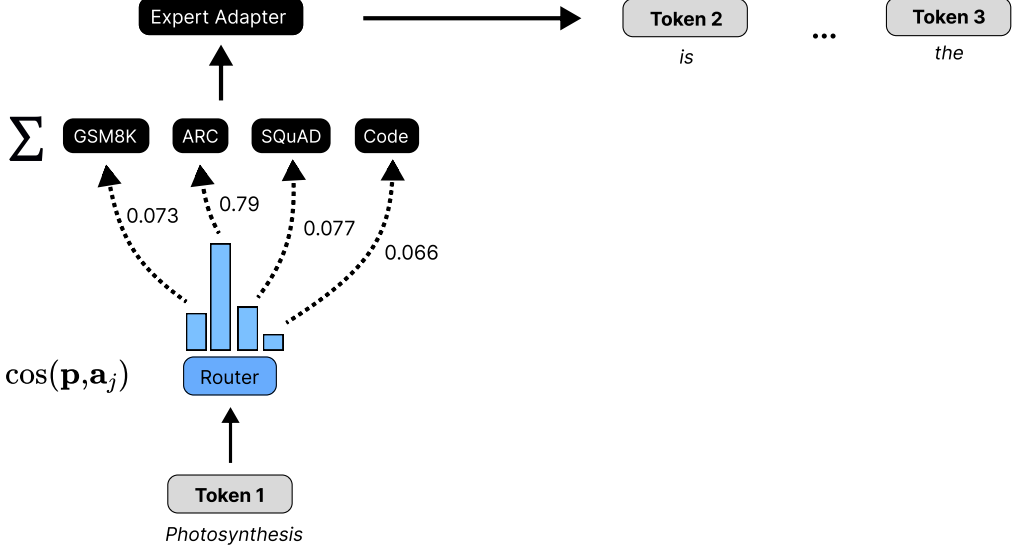 Expert Adapter
Token 2
...
Token 3
is
the
∑ GSM8K ARC SQuAD Code
0.073
0.79
0.077
0.066
cos(p,a_j)
Router
Token 1
Photosynthesis